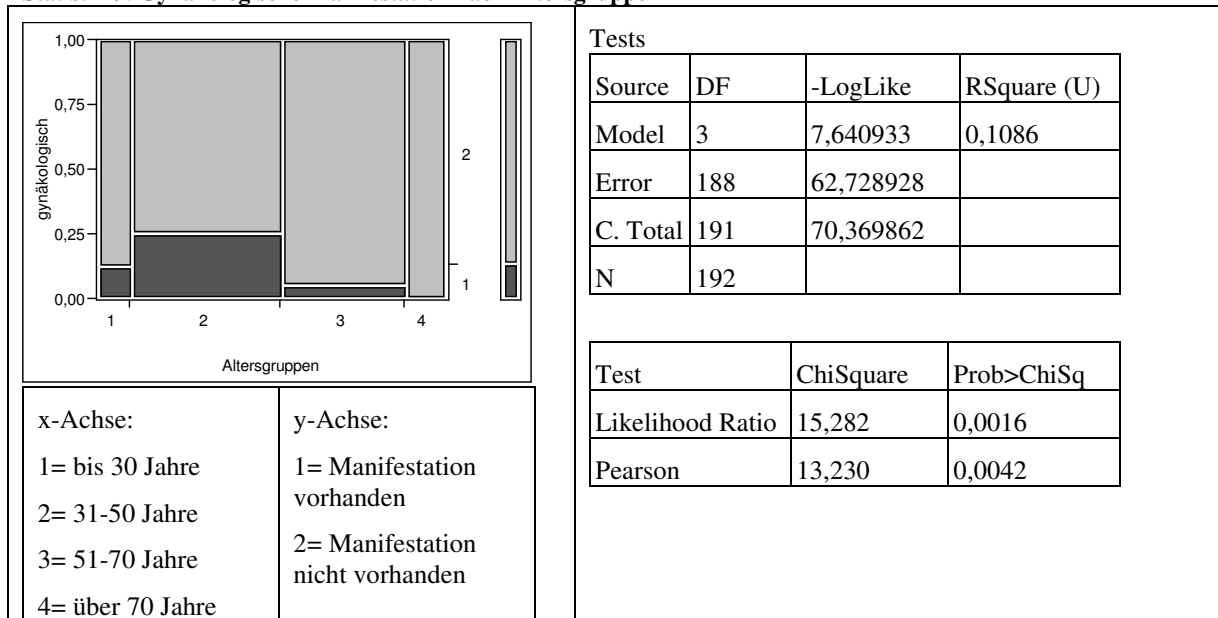 1,00
0,75
0,50
0,25
0,00
gynäkologisch
2
1
1 2 3 4
Altersgruppen
x-Achse:
1= bis 30 Jahre
2= 31-50 Jahre
3= 51-70 Jahre
4= über 70 Jahre
y-Achse:
1= Manifestation
vorhanden
2= Manifestation
nicht vorhanden
Tests
Source DF -LogLike RSquare (U)
Model 3 7,640933 0,1086
Error 188 62,728928
C. Total 191 70,369862
N 192
Test ChiSquare Prob>ChiSq
Likelihood Ratio 15,282 0,0016
Pearson 13,230 0,0042